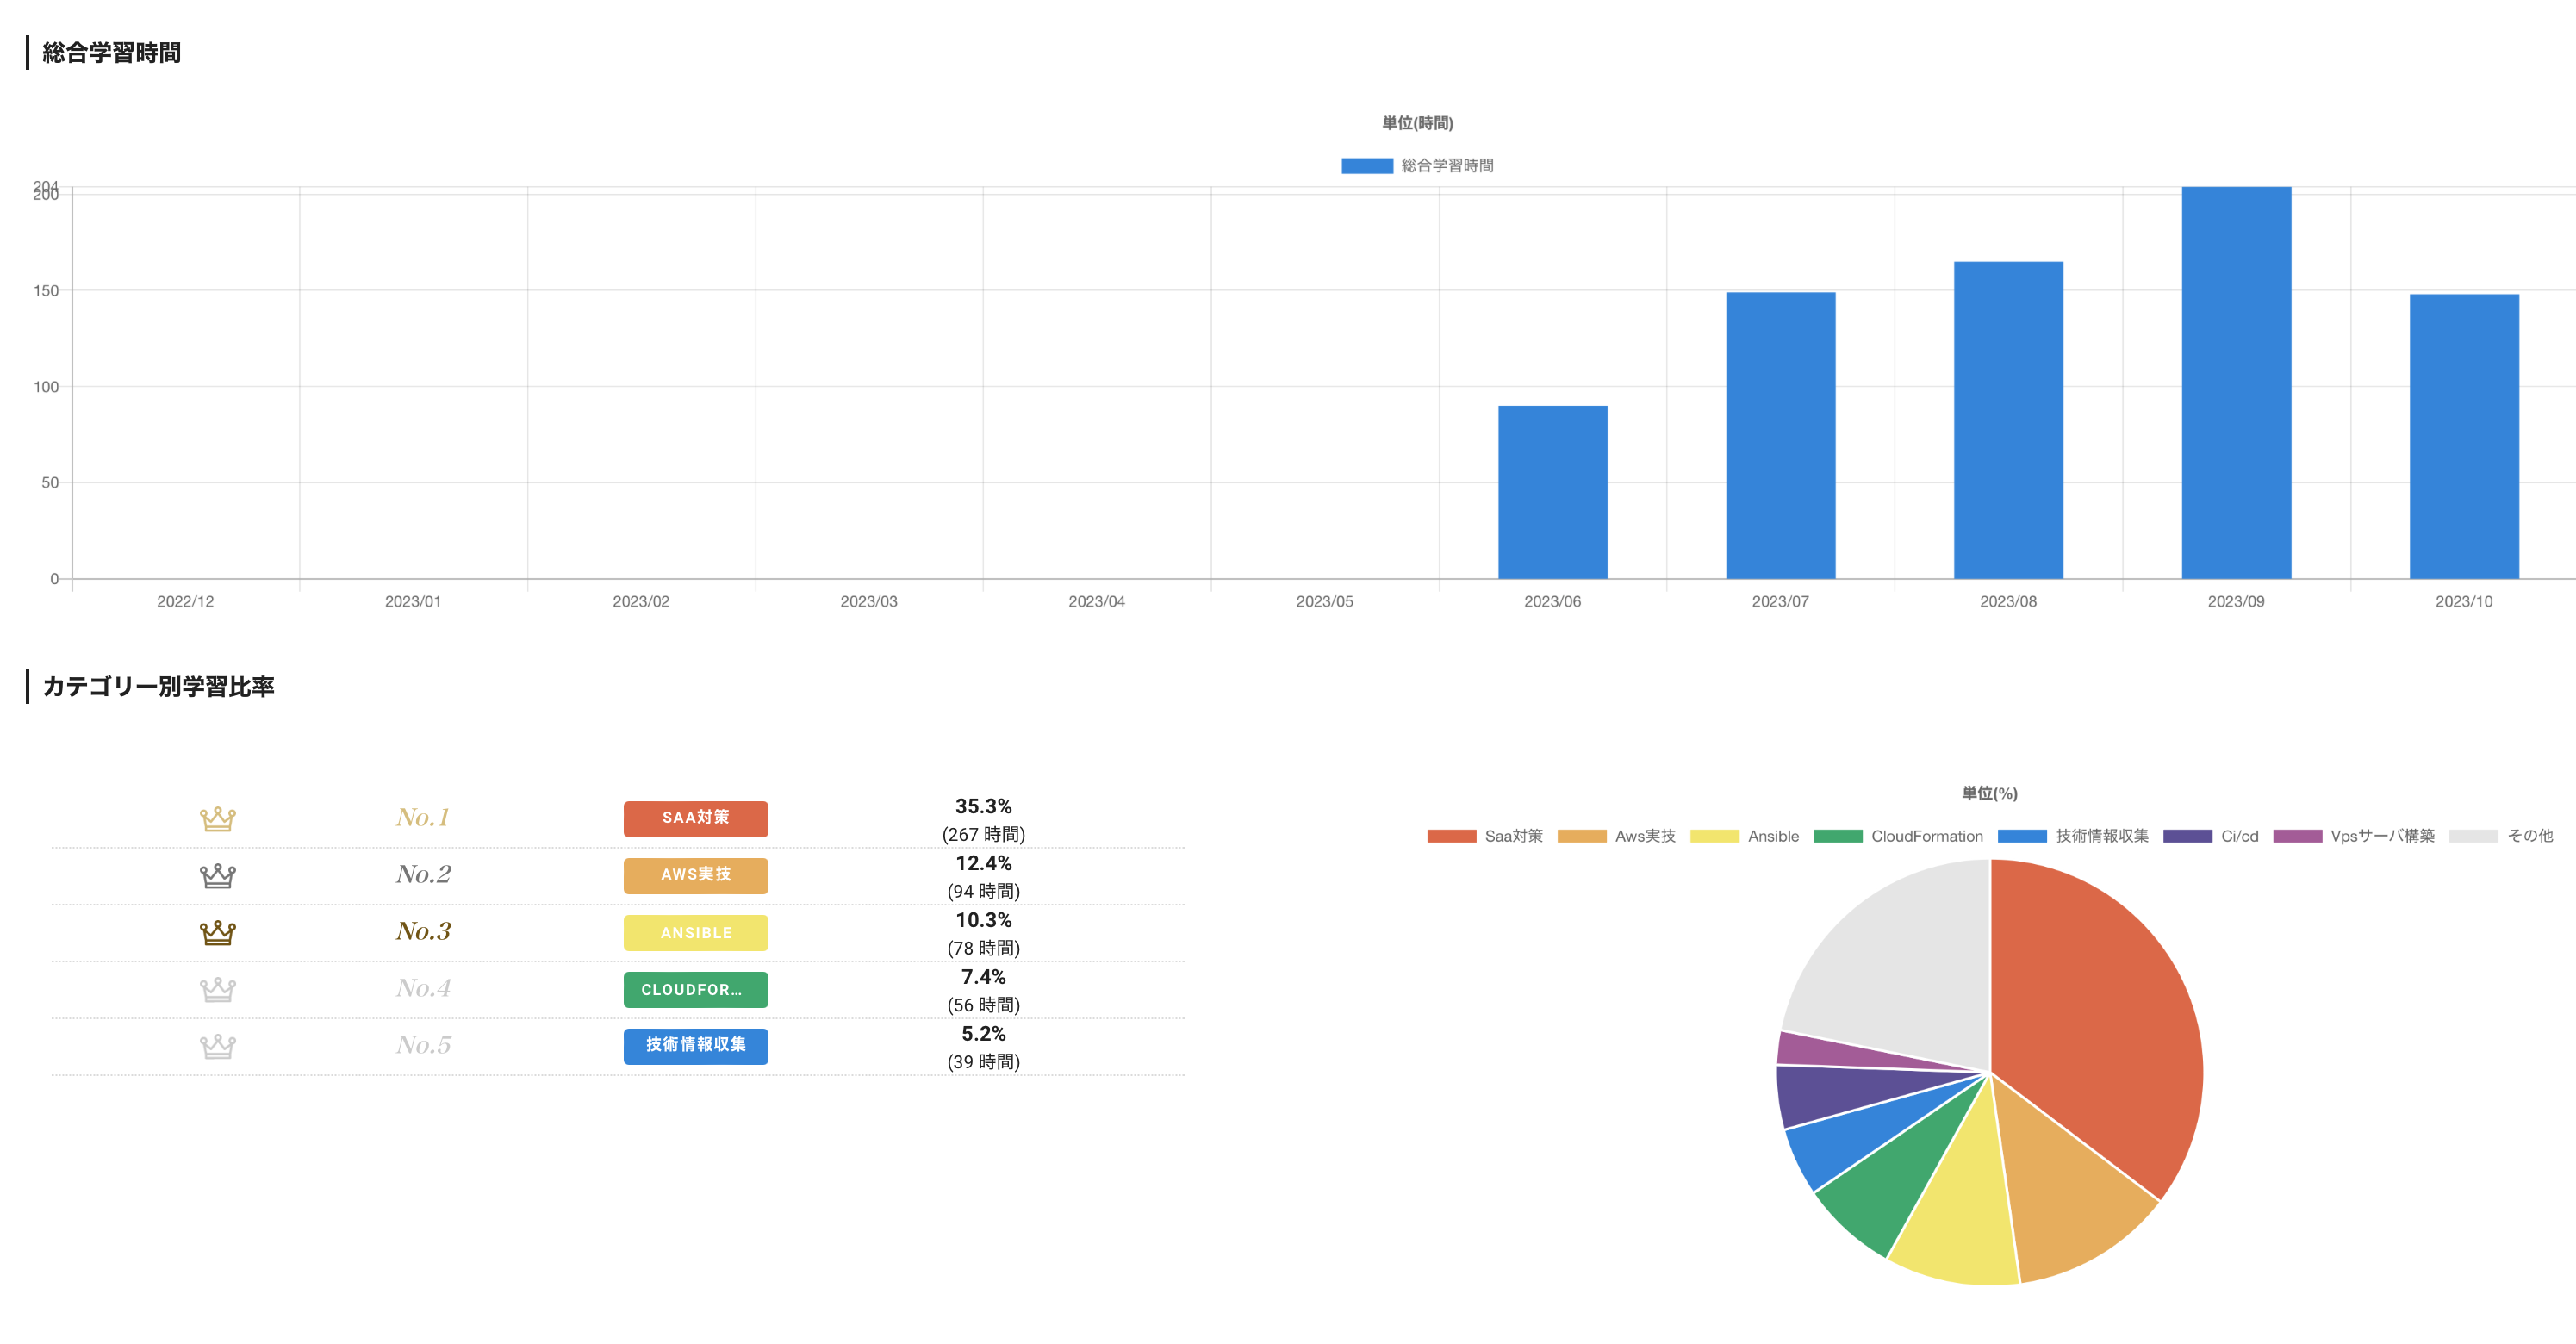 総合学習時間
単位(時間)
総合学習時間
204
200
150
100
50
0
2022/12 2023/01 2023/02 2023/03 2023/04 2023/05 2023/06 2023/07 2023/08 2023/09 2023/10
カテゴリー別学習比率
No.1 SAA対策 35.3%
(267 時間)
No.2 AWS実技 12.4%
(94 時間)
No.3 ANSIBLE 10.3%
(78 時間)
No.4 CLOUDFOR... 7.4%
(56 時間)
No.5 技術情報収集 5.2%
(39 時間)
単位(%)
Saa対策 Aws実技 Ansible CloudFormation 技術情報収集 Ci/cd Vpsサーバ構築 その他